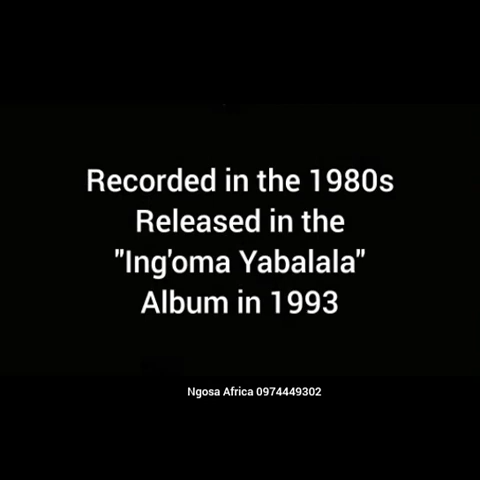 Recorded in the 1980s
Released in the
"Ing'oma Yabalala"
Album in 1993
Ngosa Africa 0974449302